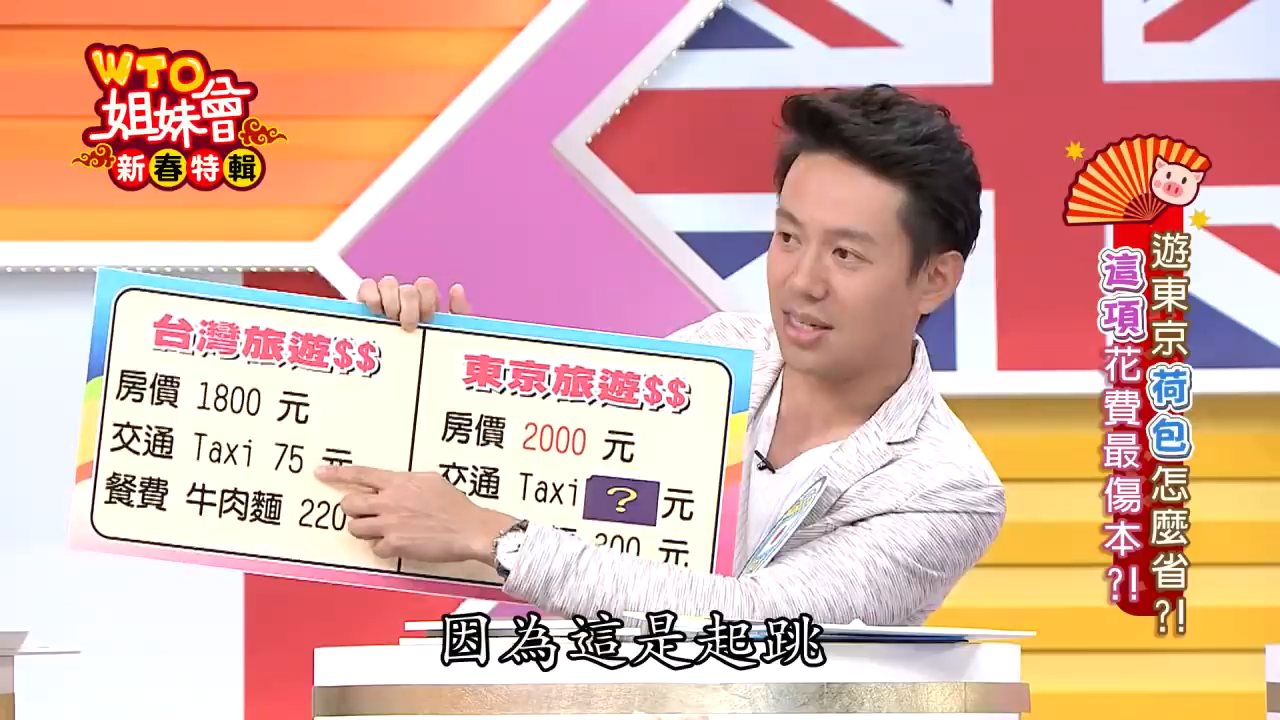 WTO
姐妹會
新春特輯
遊東京荷包怎麼省?!
這項花費最傷本?!
台灣旅遊$$
房價 1800 元
交通 Taxi 75 元
餐費 牛肉麵 220
東京旅遊$$
房價 2000 元
交通 Taxi ? 元
300 元
因為這是起跳